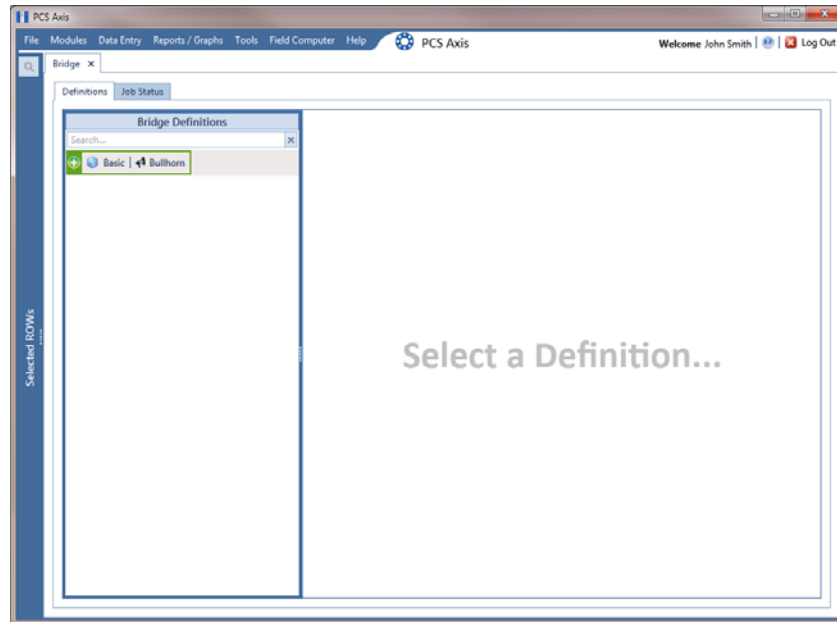 PCS Axis
File Modules Data Entry Reports / Graphs Tools Field Computer Help PCS Axis Welcome John Smith | | Log Out
Bridge ×
Definitions Job Status
Bridge Definitions
Search...
Basic | Bullhorn
Select a Definition...
Selected ROWs